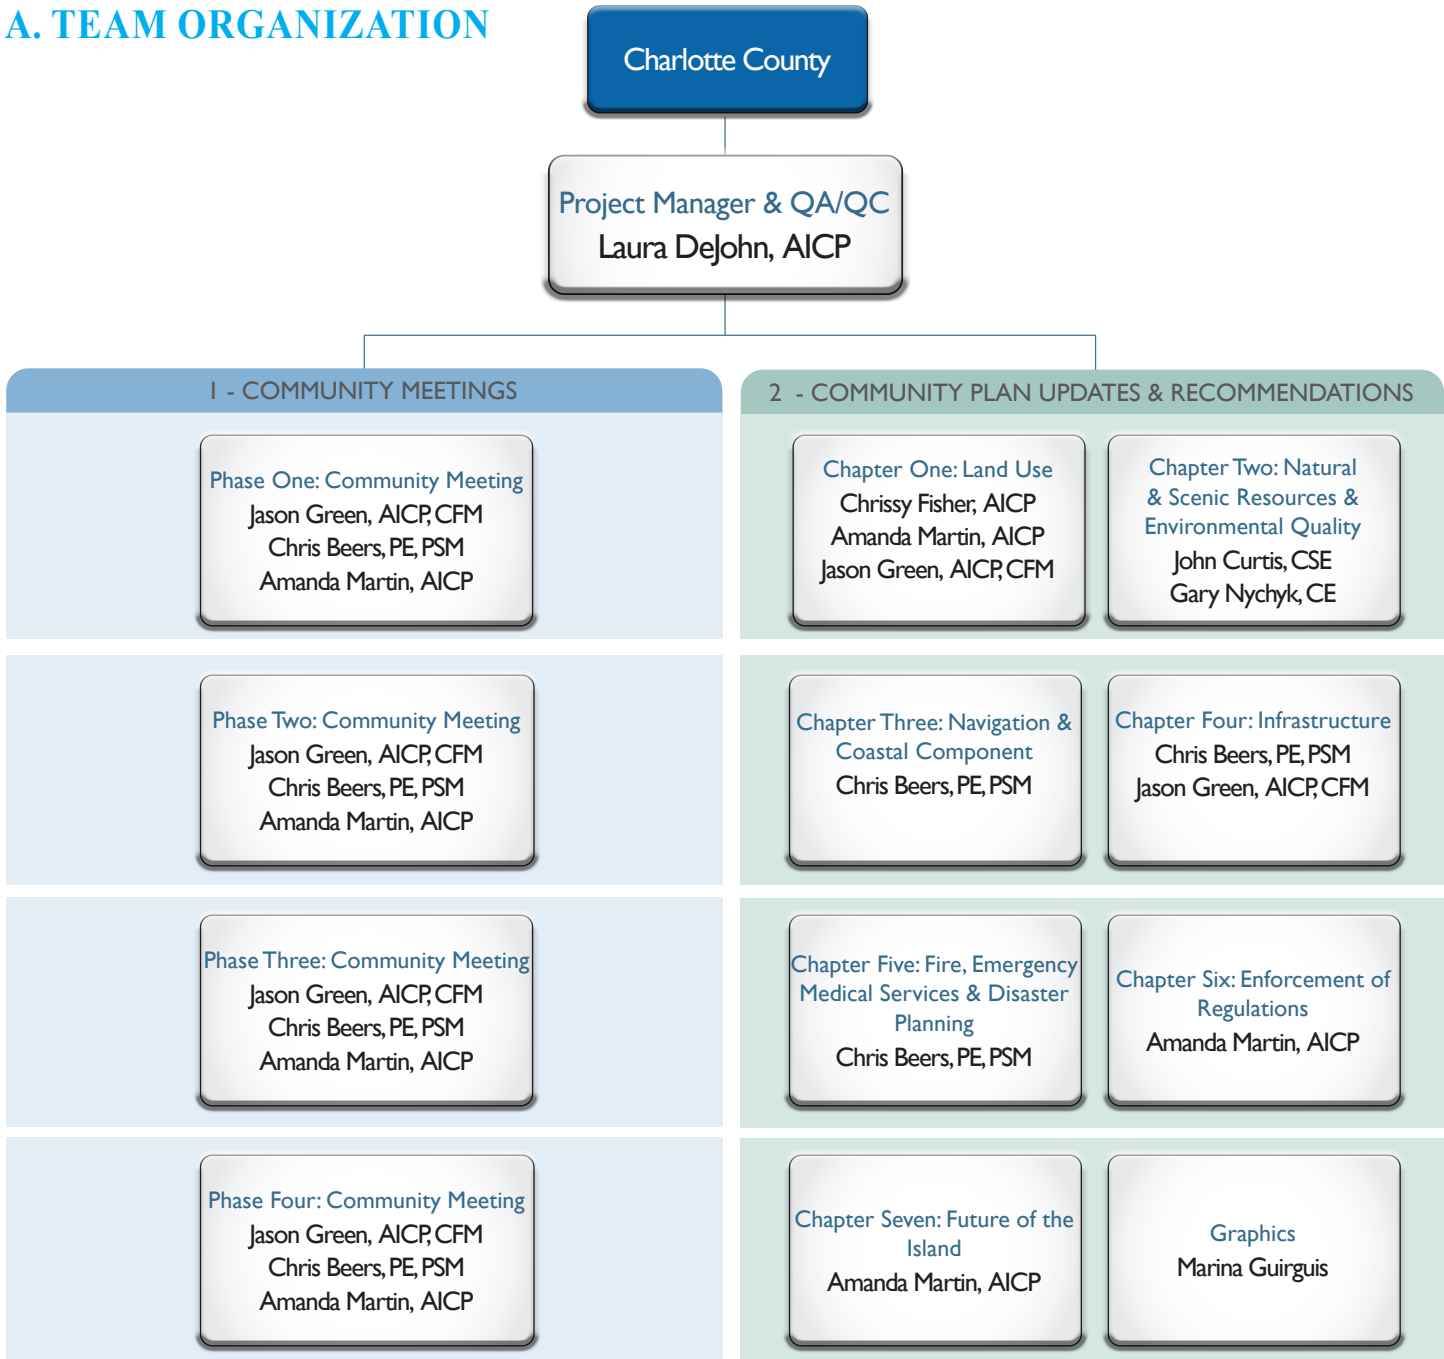 A. TEAM ORGANIZATION
Charlotte County
Project Manager & QA/QC
Laura DeJohn, AICP
1 - COMMUNITY MEETINGS
Phase One: Community Meeting
Jason Green, AICP, CFM
Chris Beers, PE, PSM
Amanda Martin, AICP
Phase Two: Community Meeting
Jason Green, AICP, CFM
Chris Beers, PE, PSM
Amanda Martin, AICP
Phase Three: Community Meeting
Jason Green, AICP, CFM
Chris Beers, PE, PSM
Amanda Martin, AICP
Phase Four: Community Meeting
Jason Green, AICP, CFM
Chris Beers, PE, PSM
Amanda Martin, AICP
2 - COMMUNITY PLAN UPDATES & RECOMMENDATIONS
Chapter One: Land Use
Chrissy Fisher, AICP
Amanda Martin, AICP
Jason Green, AICP, CFM
Chapter Two: Natural
& Scenic Resources &
Environmental Quality
John Curtis, CSE
Gary Nychyk, CE
Chapter Three: Navigation &
Coastal Component
Chris Beers, PE, PSM
Chapter Four: Infrastructure
Chris Beers, PE, PSM
Jason Green, AICP, CFM
Chapter Five: Fire, Emergency
Medical Services & Disaster
Planning
Chris Beers, PE, PSM
Chapter Six: Enforcement of
Regulations
Amanda Martin, AICP
Chapter Seven: Future of the
Island
Amanda Martin, AICP
Graphics
Marina Guirguis